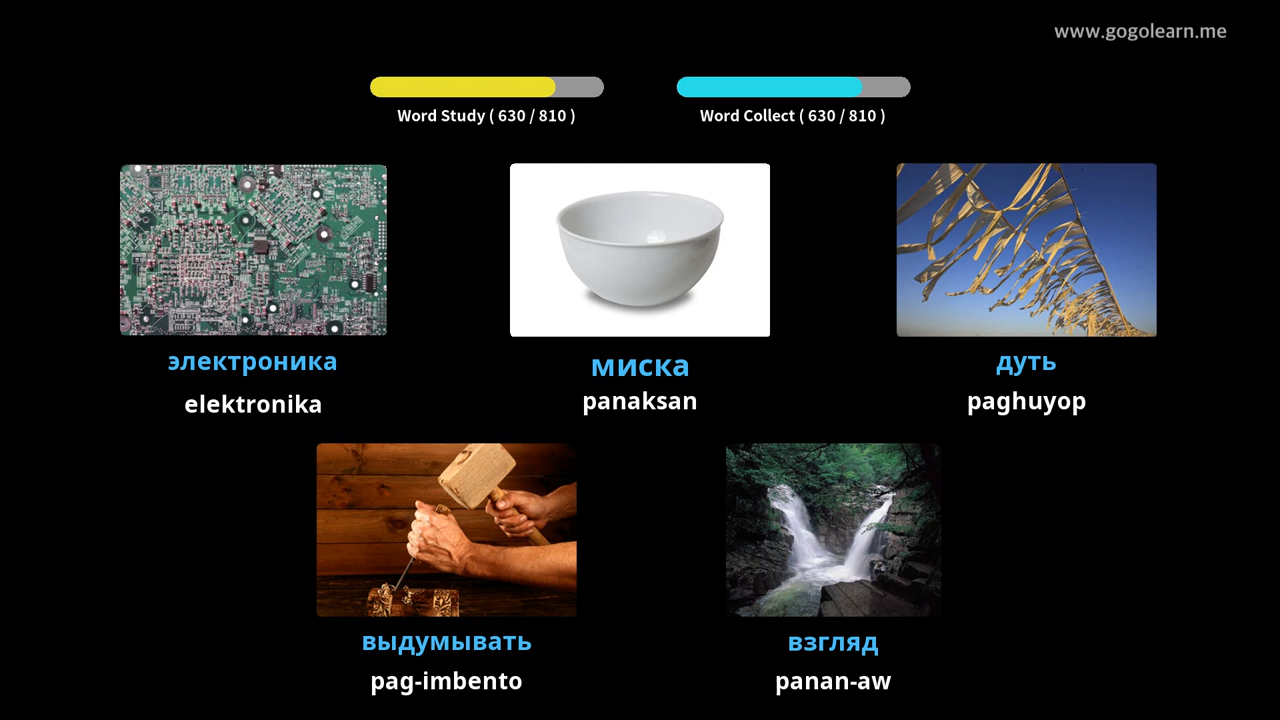 www.gogolearn.me
Word Study ( 630 / 810 )
Word Collect ( 630 / 810 )
электроника
elektronika
миска
panaksan
дуть
paghuyop
выдумывать
pag-imbento
взгляд
panan-aw